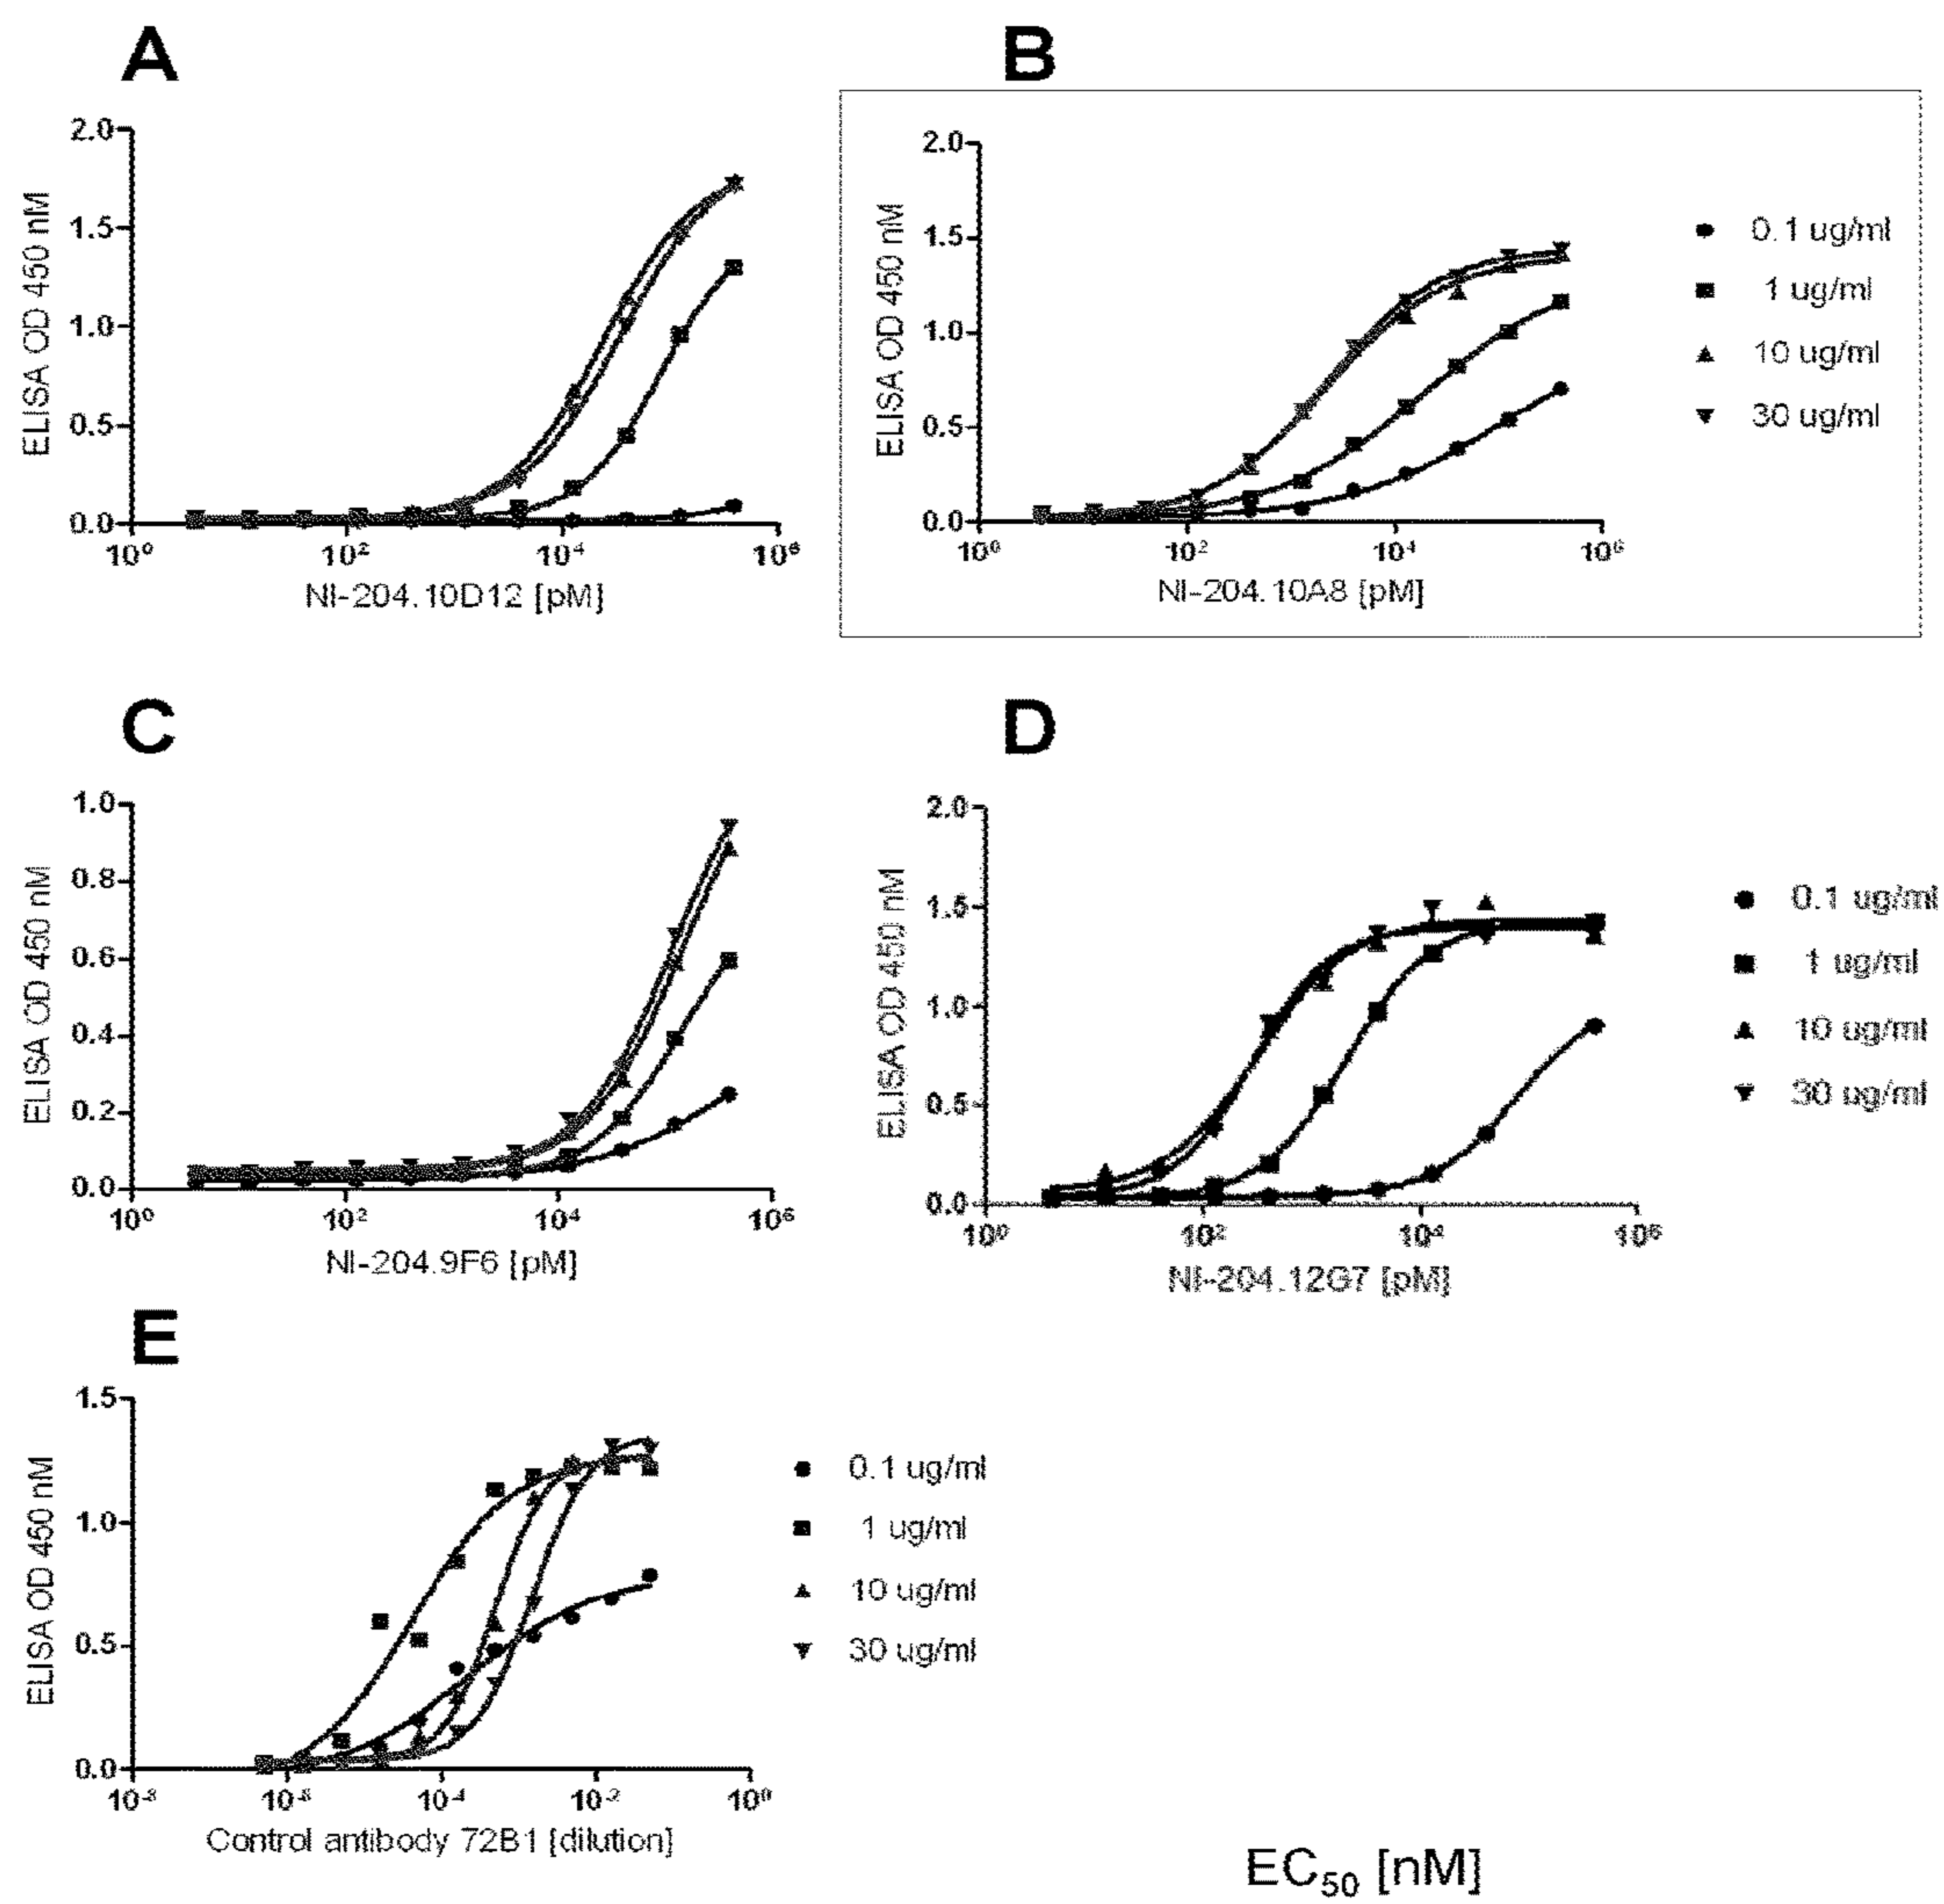 A
2.0
1.5
1.0
0.5
0.0
10⁰ 10² 10⁴ 10⁶
ELISA OD 450 nM
NI-204.10D12 [pM]
B
2.0
1.5
1.0
0.5
0.0
10⁰ 10² 10⁴ 10⁶
ELISA OD 450 nM
NI-204.10A8 [pM]
0.1 ug/ml
1 ug/ml
10 ug/ml
30 ug/ml
C
1.0
0.8
0.6
0.4
0.2
0.0
10⁰ 10² 10⁴ 10⁶
ELISA OD 450 nM
NI-204.9F6 [pM]
D
2.0
1.5
1.0
0.5
0.0
10⁰ 10² 10⁴ 10⁶
ELISA OD 450 nM
NI-204.12G7 [pM]
0.1 ug/ml
1 ug/ml
10 ug/ml
30 ug/ml
E
1.5
1.0
0.5
0.0
10⁻⁸ 10⁻⁶ 10⁻⁴ 10⁻² 10⁰
ELISA OD 450 nM
Control antibody 72B1 [dilution]
0.1 ug/ml
1 ug/ml
10 ug/ml
30 ug/ml
EC₅₀ [nM]